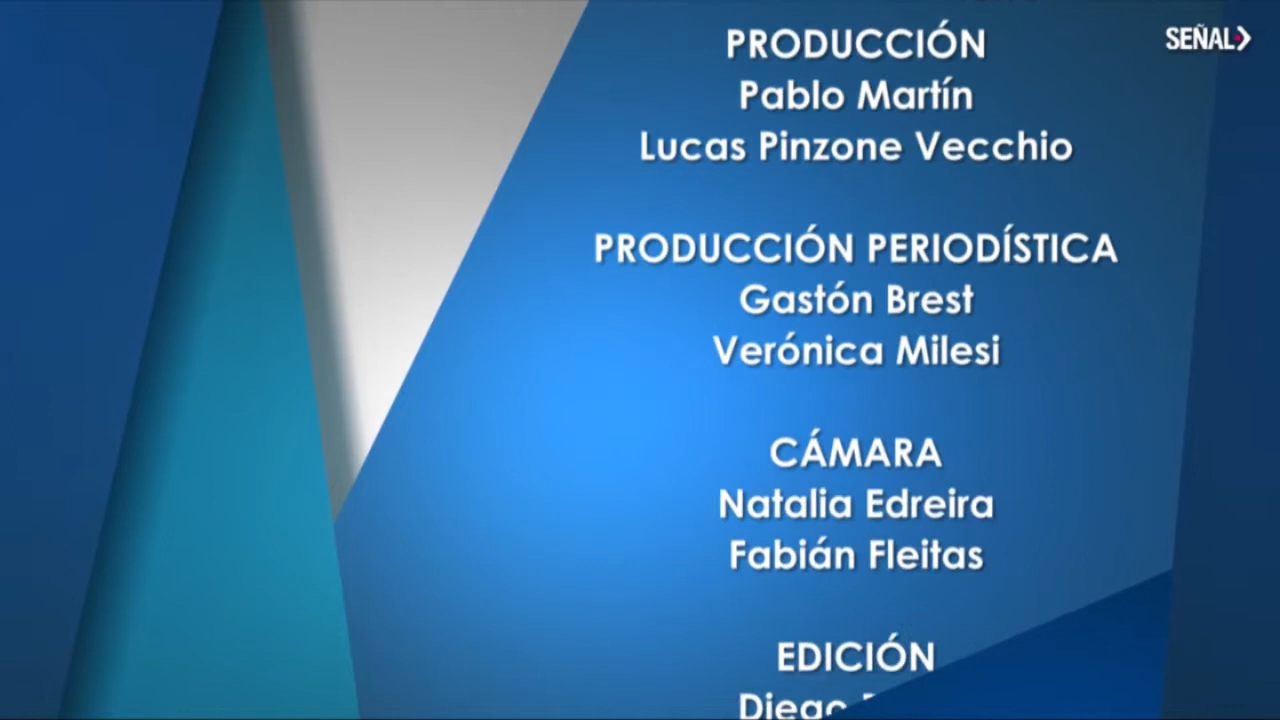 SEÑAL
PRODUCCIÓN
Pablo Martín
Lucas Pinzone Vecchio
PRODUCCIÓN PERIODÍSTICA
Gastón Brest
Verónica Milesi
CÁMARA
Natalia Edreira
Fabián Fleitas
EDICIÓN
Diego